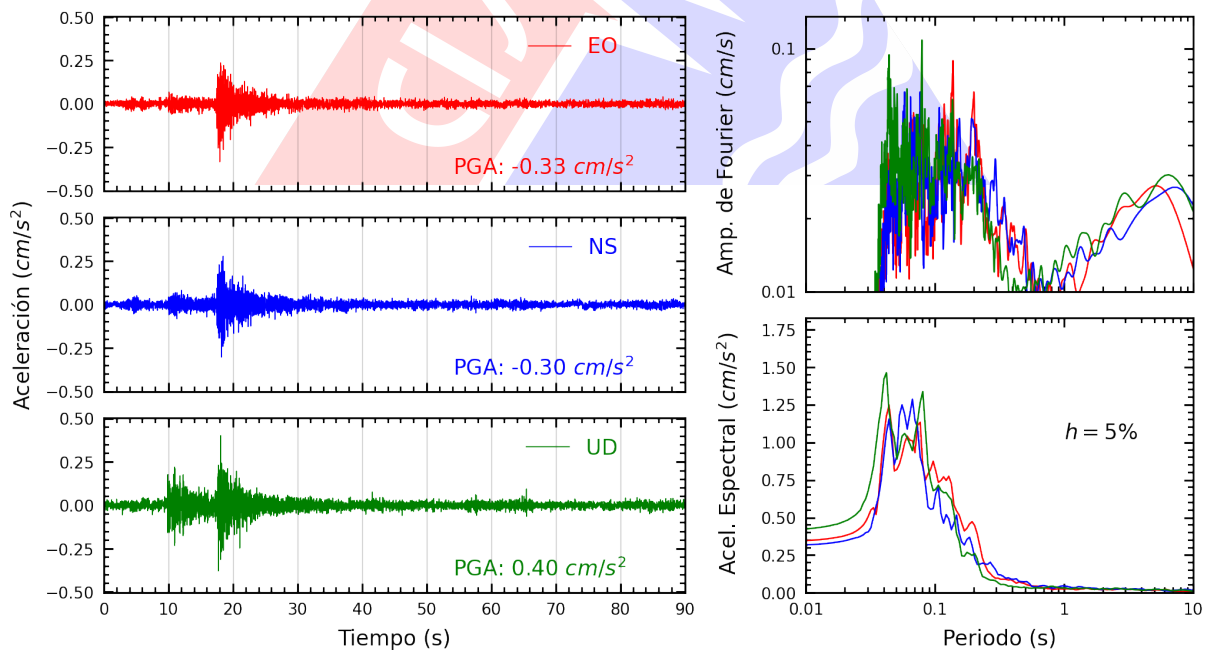 Aceleración (cm/s²)
0.50
0.25
0.00
−0.25
−0.50
EO
PGA: -0.33 cm/s²
0.50
0.25
0.00
−0.25
−0.50
NS
PGA: -0.30 cm/s²
0.50
0.25
0.00
−0.25
−0.50
UD
PGA: 0.40 cm/s²
0 10 20 30 40 50 60 70 80 90
Tiempo (s)
Amp. de Fourier (cm/s)
0.1
0.01
Acel. Espectral (cm/s²)
1.75
1.50
1.25
1.00
0.75
0.50
0.25
0.00
h = 5%
0.01 0.1 1 10
Periodo (s)